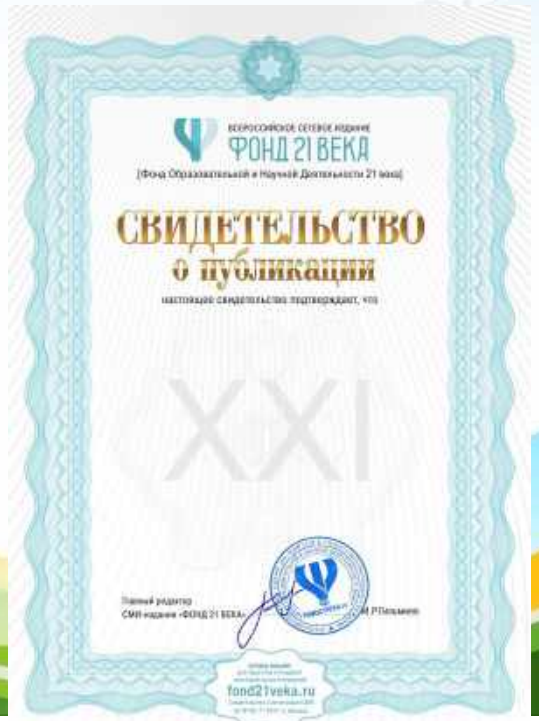 ВСЕРОССИЙСКОЕ СЕТЕВОЕ ИЗДАНИЕ
ФОНД 21 ВЕКА
(Фонд Образовательной и Научной Деятельности 21 века)
СВИДЕТЕЛЬСТВО
о публикации
настоящее свидетельство подтверждает, что
XXI
Главный редактор
СМИ-издание «ФОНД 21 ВЕКА»
fond21veka.ru